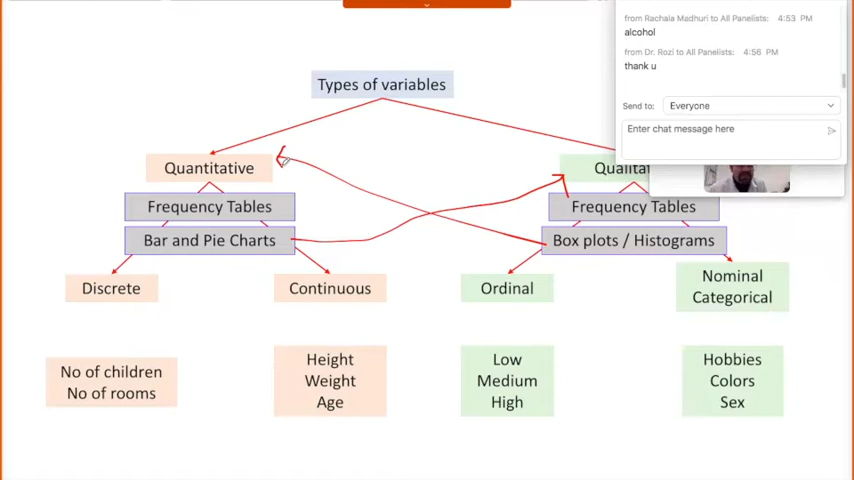 from Rachala Madhuri to All Panelists: 4:53 PM
alcohol
from Dr. Rozi to All Panelists: 4:56 PM
thank u
Send to: Everyone
Enter chat message here
Types of variables
Quantitative
Frequency Tables
Bar and Pie Charts
Discrete
Continuous
No of children
No of rooms
Height
Weight
Age
Qualitat
Frequency Tables
Box plots / Histograms
Ordinal
Nominal
Categorical
Low
Medium
High
Hobbies
Colors
Sex